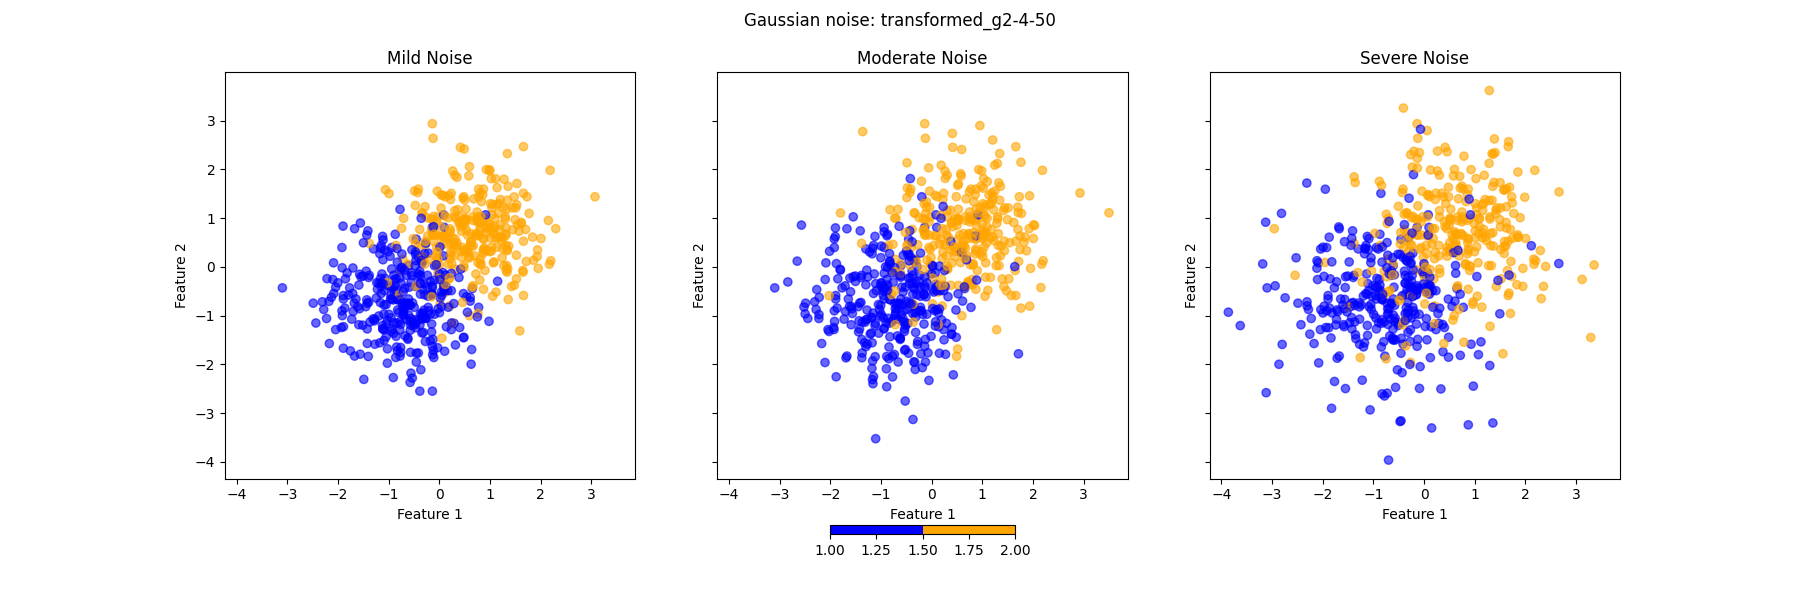 Gaussian noise: transformed_g2-4-50
Mild Noise
Moderate Noise
Severe Noise
Feature 2
3
2
1
0
−1
−2
−3
−4
−4 −3 −2 −1 0 1 2 3
Feature 1
Feature 2
−4 −3 −2 −1 0 1 2 3
Feature 1
Feature 2
−4 −3 −2 −1 0 1 2 3
Feature 1
1.00 1.25 1.50 1.75 2.00